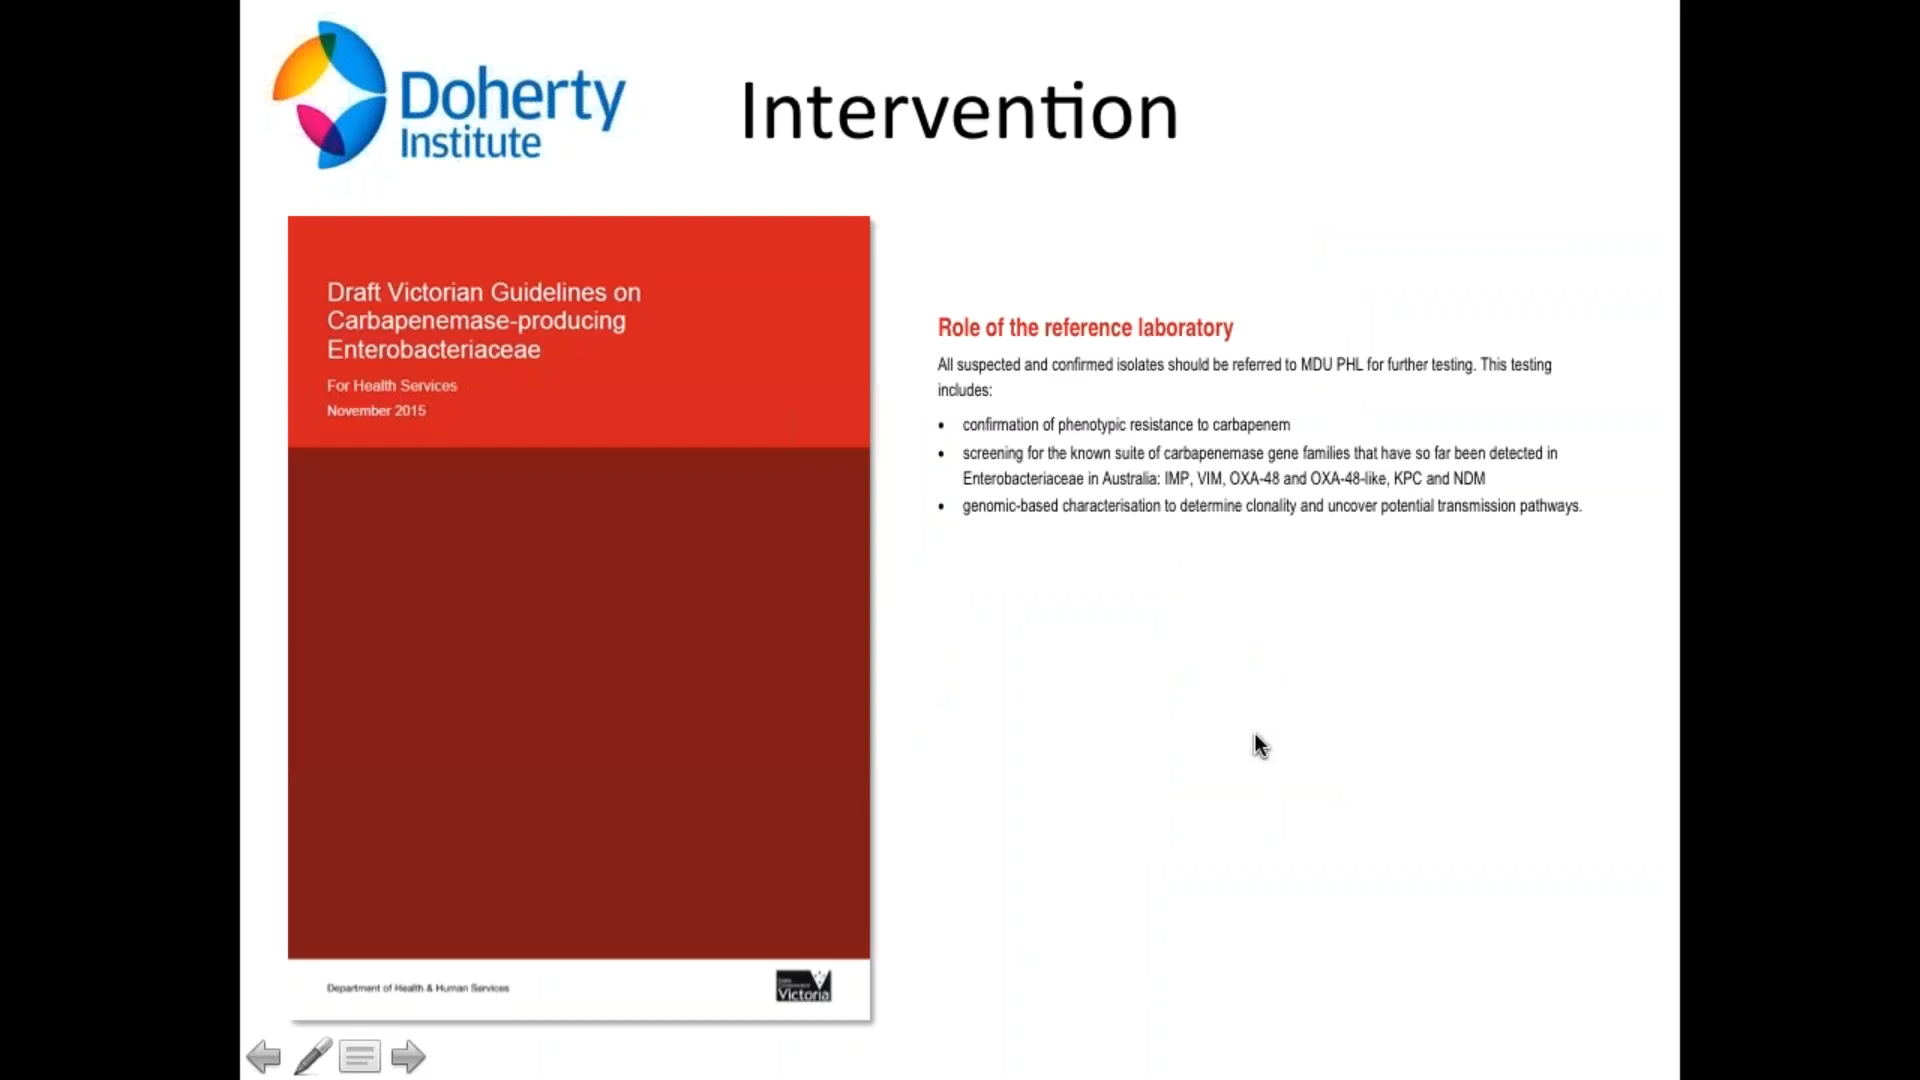 Doherty
Institute
Intervention
Draft Victorian Guidelines on
Carbapenemase-producing
Enterobacteriaceae
For Health Services
November 2015
Department of Health & Human Services
Victoria
Role of the reference laboratory
All suspected and confirmed isolates should be referred to MDU PHL for further testing. This testing
includes:
• confirmation of phenotypic resistance to carbapenem
• screening for the known suite of carbapenemase gene families that have so far been detected in
Enterobacteriaceae in Australia: IMP, VIM, OXA-48 and OXA-48-like, KPC and NDM
• genomic-based characterisation to determine clonality and uncover potential transmission pathways.